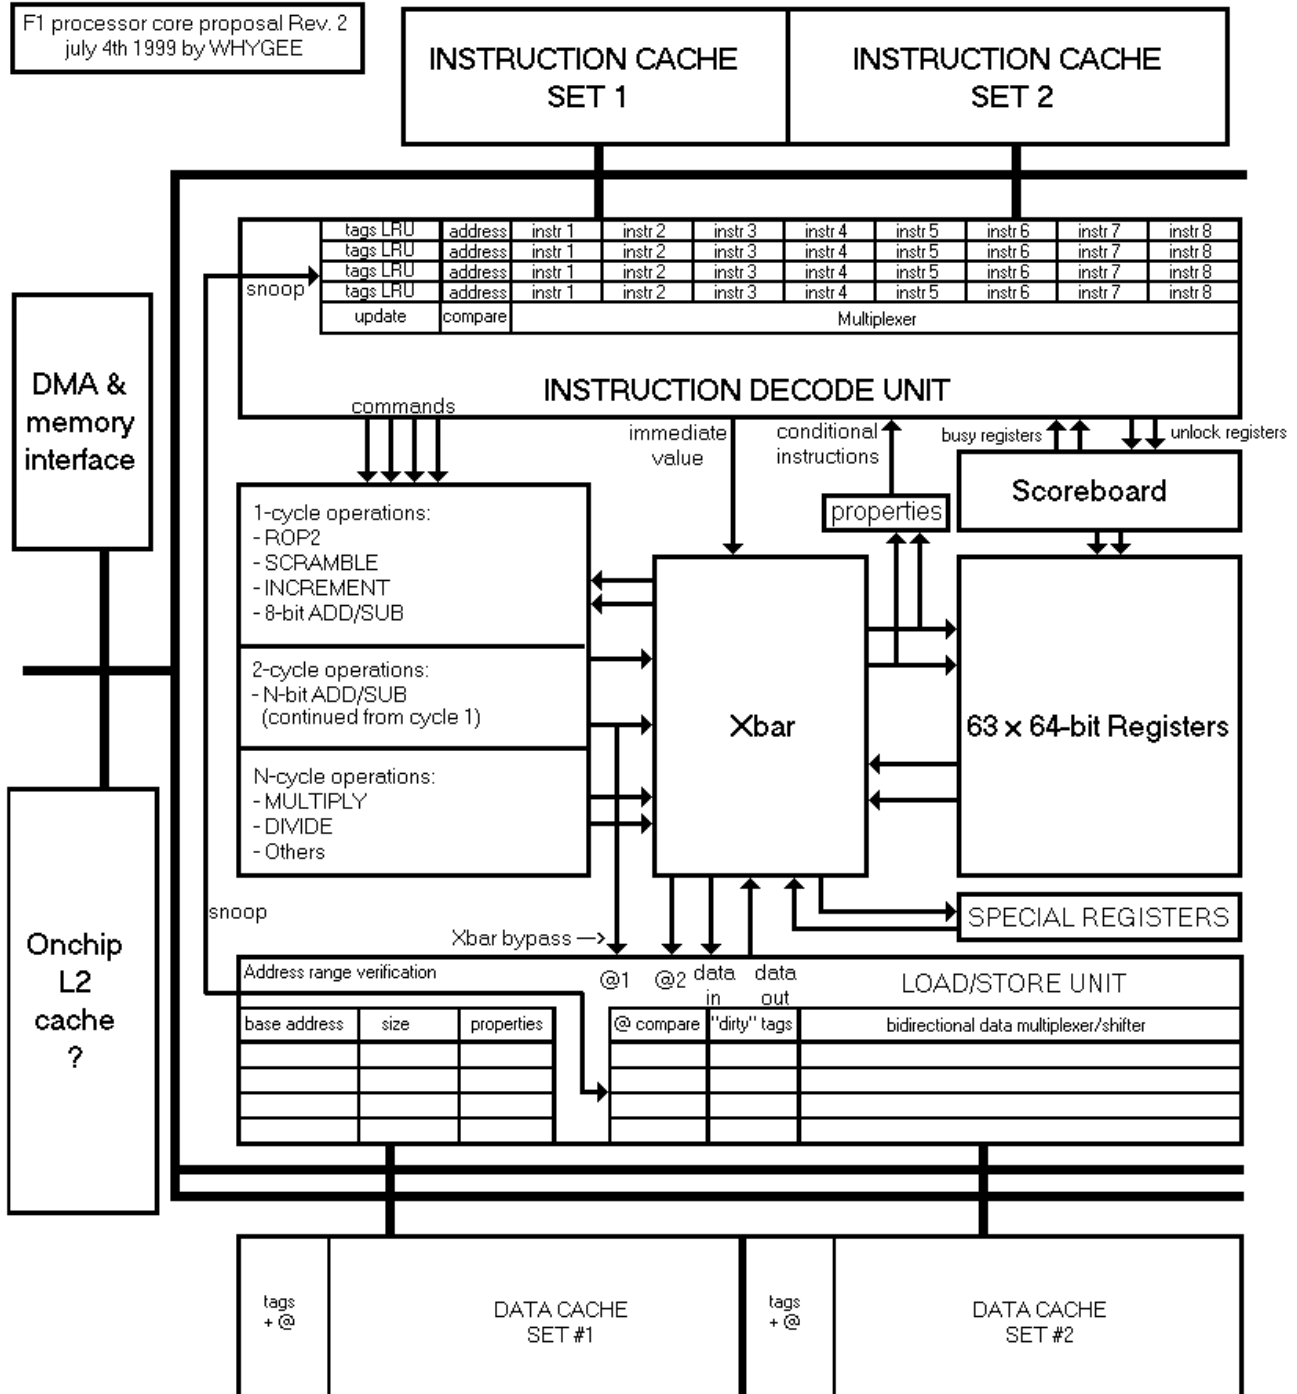 F1 processor core proposal Rev. 2
july 4th 1999 by WHYGEE
INSTRUCTION CACHE
SET 1
INSTRUCTION CACHE
SET 2
tags LRU address instr 1 instr 2 instr 3 instr 4 instr 5 instr 6 instr 7 instr 8
tags LRU address instr 1 instr 2 instr 3 instr 4 instr 5 instr 6 instr 7 instr 8
tags LRU address instr 1 instr 2 instr 3 instr 4 instr 5 instr 6 instr 7 instr 8
tags LRU address instr 1 instr 2 instr 3 instr 4 instr 5 instr 6 instr 7 instr 8
snoop
update compare Multiplexer
INSTRUCTION DECODE UNIT
DMA &
memory
interface
commands
immediate
value
conditional
instructions
busy registers
unlock registers
Scoreboard
properties
1-cycle operations:
- ROP2
- SCRAMBLE
- INCREMENT
- 8-bit ADD/SUB
2-cycle operations:
- N-bit ADD/SUB
(continued from cycle 1)
N-cycle operations:
- MULTIPLY
- DIVIDE
- Others
Xbar
63 x 64-bit Registers
SPECIAL REGISTERS
snoop
Xbar bypass —>
Onchip
L2
cache
?
Address range verification
@1
@2
data
in
data
out
LOAD/STORE UNIT
base address size properties
@ compare "dirty" tags bidirectional data multiplexer/shifter
tags
+ @
DATA CACHE
SET #1
tags
+ @
DATA CACHE
SET #2